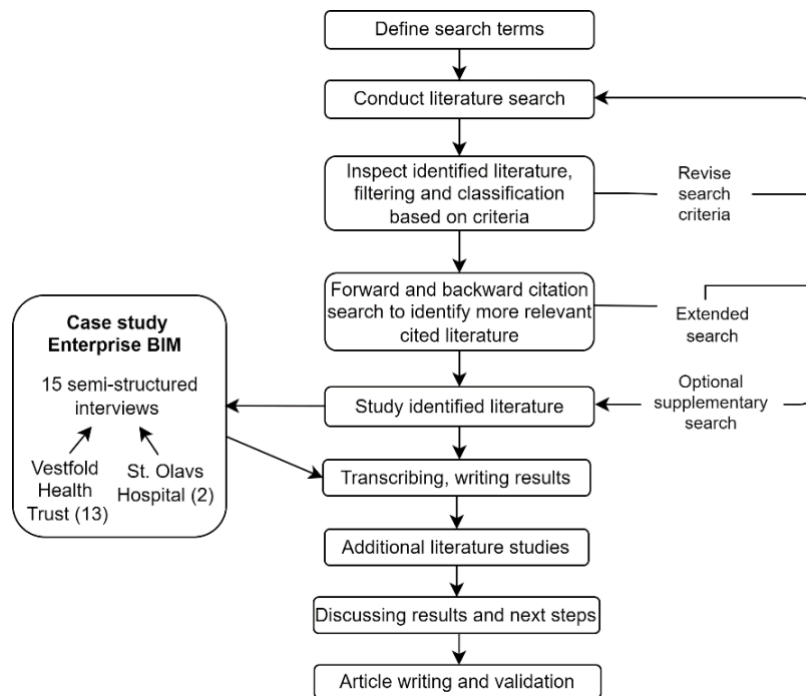 Define search terms
Conduct literature search
Inspect identified literature,
filtering and classification
based on criteria
Revise
search
criteria
Forward and backward citation
search to identify more relevant
cited literature
Extended
search
Case study
Enterprise BIM
15 semi-structured
interviews
Vestfold
Health
Trust (13)
St. Olavs
Hospital (2)
Study identified literature
Optional
supplementary
search
Transcribing, writing results
Additional literature studies
Discussing results and next steps
Article writing and validation